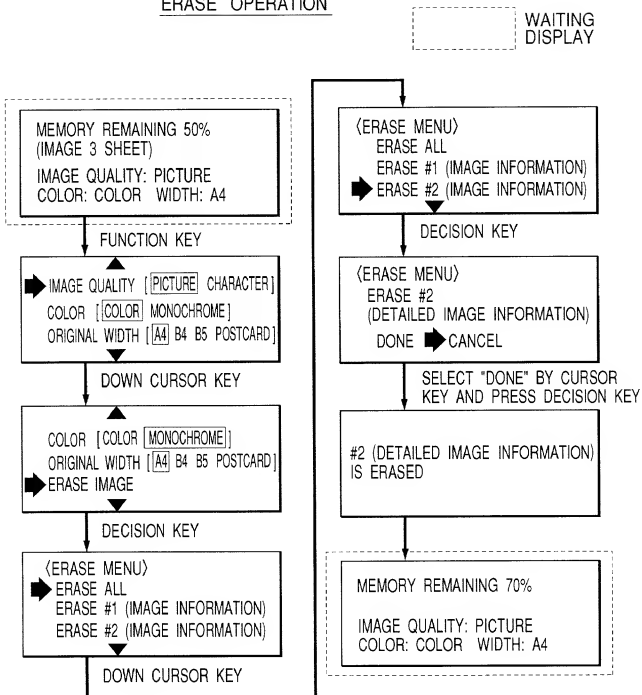 ERASE OPERATION
WAITING
DISPLAY
MEMORY REMAINING 50%
(IMAGE 3 SHEET)
IMAGE QUALITY: PICTURE
COLOR: COLOR WIDTH: A4
FUNCTION KEY
IMAGE QUALITY [PICTURE CHARACTER]
COLOR [COLOR MONOCHROME]
ORIGINAL WIDTH [A4 B4 B5 POSTCARD]
DOWN CURSOR KEY
COLOR [COLOR MONOCHROME]
ORIGINAL WIDTH [A4 B4 B5 POSTCARD]
ERASE IMAGE
DECISION KEY
〈ERASE MENU〉
ERASE ALL
ERASE #1 (IMAGE INFORMATION)
ERASE #2 (IMAGE INFORMATION)
DOWN CURSOR KEY
〈ERASE MENU〉
ERASE ALL
ERASE #1 (IMAGE INFORMATION)
ERASE #2 (IMAGE INFORMATION)
DECISION KEY
〈ERASE MENU〉
ERASE #2
(DETAILED IMAGE INFORMATION)
DONE CANCEL
SELECT "DONE" BY CURSOR
KEY AND PRESS DECISION KEY
#2 (DETAILED IMAGE INFORMATION)
IS ERASED
MEMORY REMAINING 70%
IMAGE QUALITY: PICTURE
COLOR: COLOR WIDTH: A4